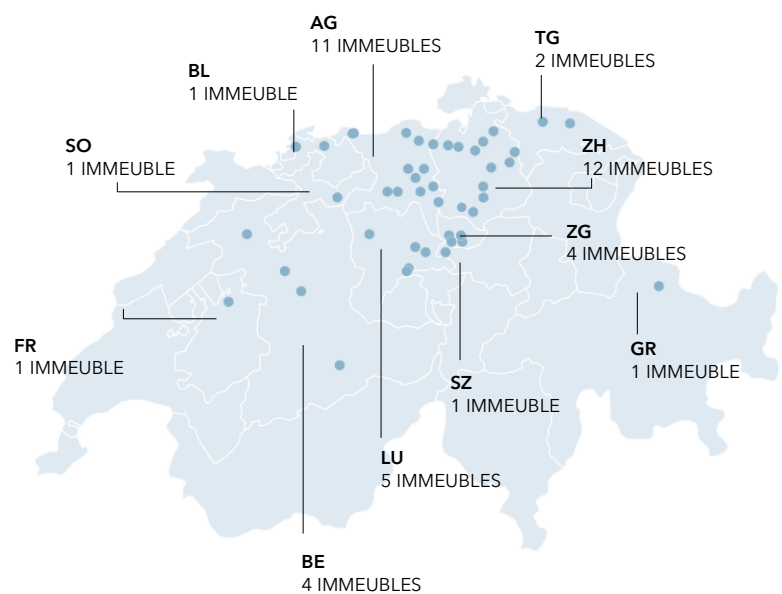 AG
11 IMMEUBLES
TG
2 IMMEUBLES
BL
1 IMMEUBLE
SO
1 IMMEUBLE
ZH
12 IMMEUBLES
ZG
4 IMMEUBLES
FR
1 IMMEUBLE
GR
1 IMMEUBLE
SZ
1 IMMEUBLE
LU
5 IMMEUBLES
BE
4 IMMEUBLES